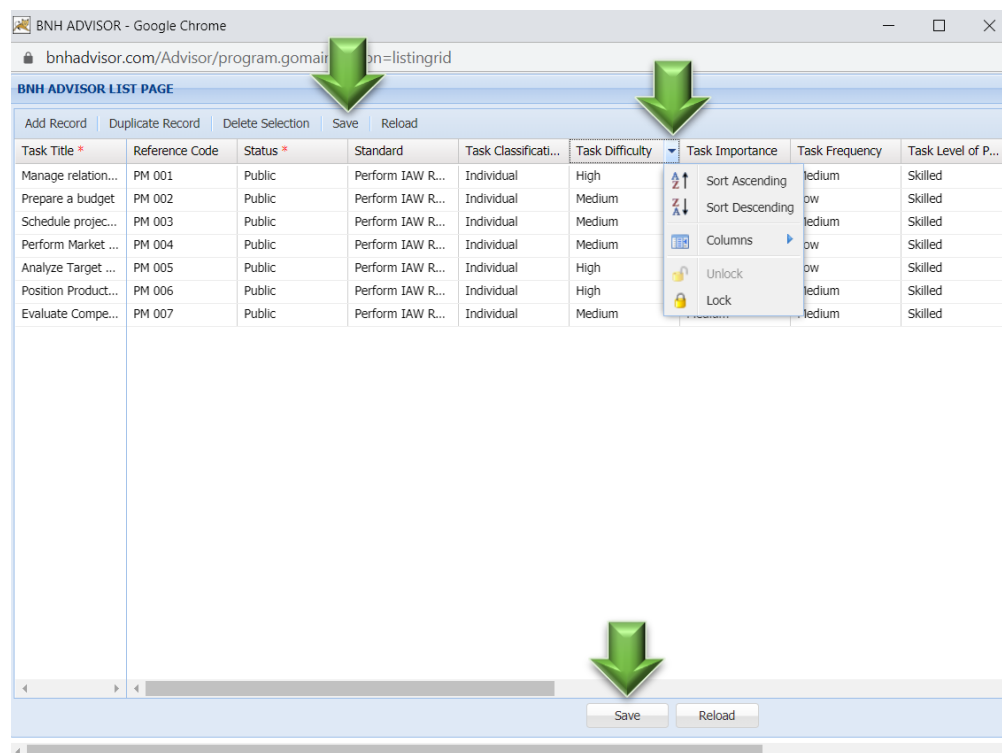 BNH ADVISOR - Google Chrome
bnhadvisor.com/Advisor/program.gomain on=listingrid
BNH ADVISOR LIST PAGE
Add Record Duplicate Record Delete Selection Save Reload
Task Title * Reference Code Status * Standard Task Classificati... Task Difficulty Task Importance Task Frequency Task Level of P...
Manage relation... PM 001 Public Perform IAW R... Individual High Medium Skilled
Prepare a budget PM 002 Public Perform IAW R... Individual Medium Skilled
Schedule projec... PM 003 Public Perform IAW R... Individual Medium Medium Skilled
Perform Market ... PM 004 Public Perform IAW R... Individual Medium Skilled
Analyze Target ... PM 005 Public Perform IAW R... Individual High Skilled
Position Product... PM 006 Public Perform IAW R... Individual High Medium Skilled
Evaluate Compe... PM 007 Public Perform IAW R... Individual Medium Medium Medium Skilled
Sort Ascending
Sort Descending
Columns
Unlock
Lock
Save Reload